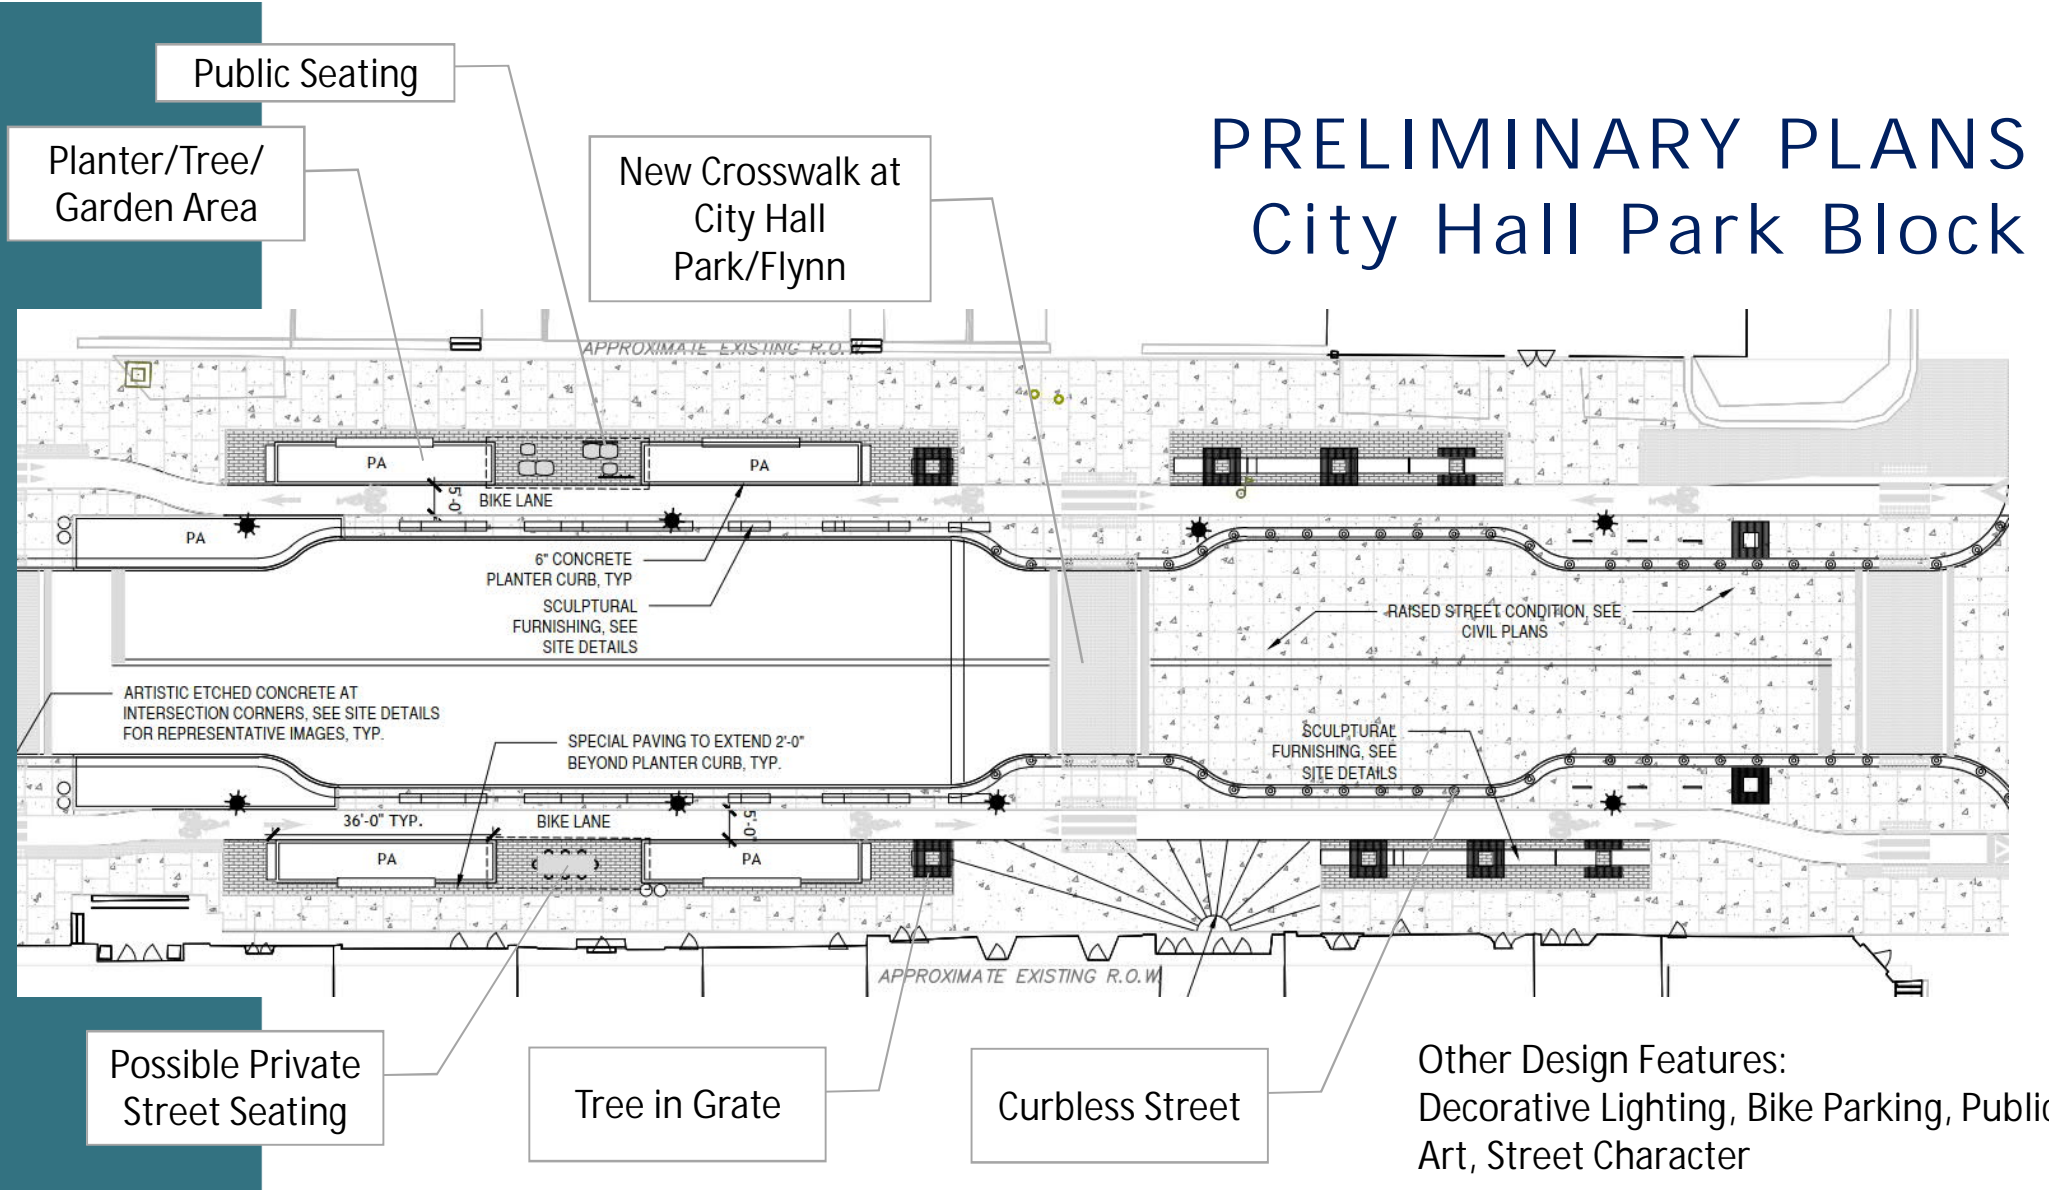 Public Seating
Planter/Tree/
Garden Area
New Crosswalk at
City Hall
Park/Flynn
PRELIMINARY PLANS
City Hall Park Block
APPROXIMATE EXISTING R.O.W.
PA
PA
5'-0"
BIKE LANE
PA
6" CONCRETE
PLANTER CURB, TYP
SCULPTURAL
FURNISHING, SEE
SITE DETAILS
RAISED STREET CONDITION, SEE
CIVIL PLANS
ARTISTIC ETCHED CONCRETE AT
INTERSECTION CORNERS, SEE SITE DETAILS
FOR REPRESENTATIVE IMAGES, TYP.
SPECIAL PAVING TO EXTEND 2'-0"
BEYOND PLANTER CURB, TYP.
SCULPTURAL
FURNISHING, SEE
SITE DETAILS
36'-0" TYP.
BIKE LANE
5'-0"
PA
PA
APPROXIMATE EXISTING R.O.W.
Possible Private
Street Seating
Tree in Grate
Curbless Street
Other Design Features:
Decorative Lighting, Bike Parking, Public
Art, Street Character